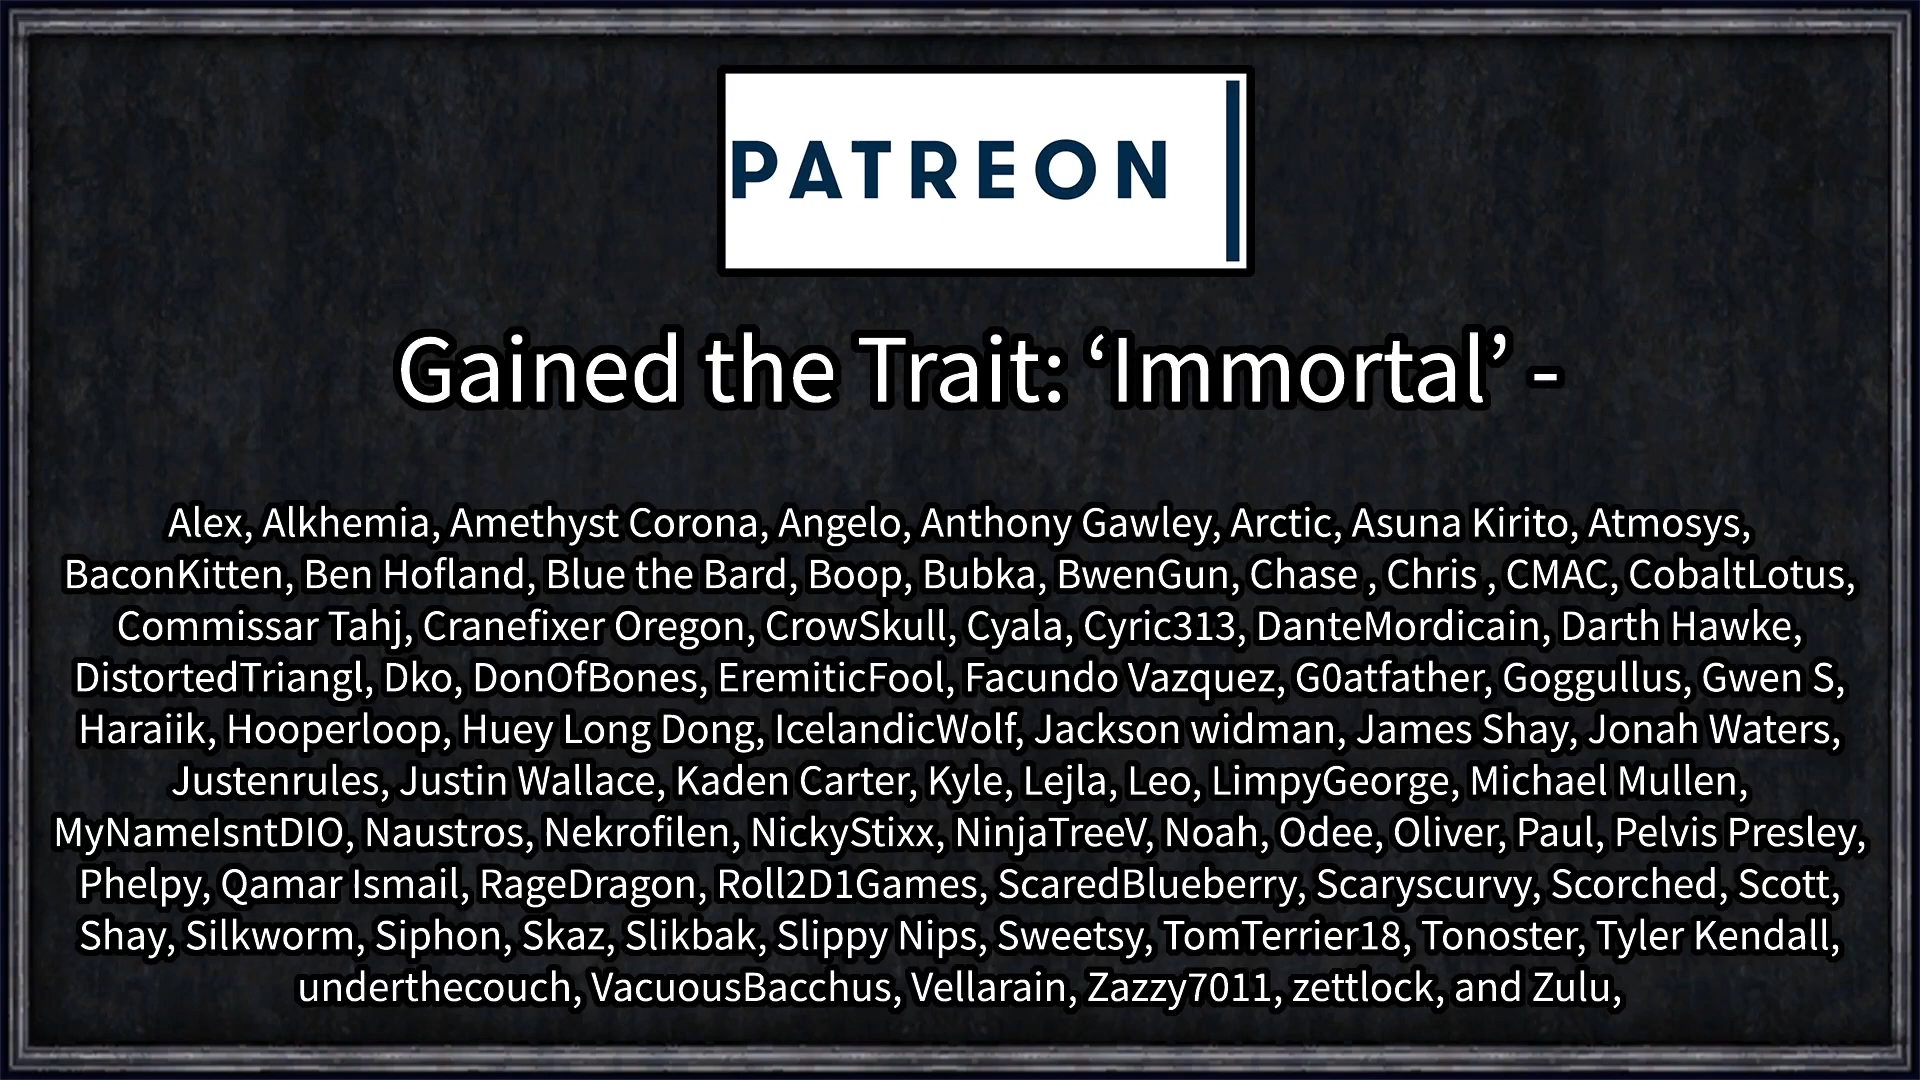 PATREON
Gained the Trait: ‘Immortal’ -
Alex, Alkhemia, Amethyst Corona, Angelo, Anthony Gawley, Arctic, Asuna Kirito, Atmosys,
BaconKitten, Ben Hofland, Blue the Bard, Boop, Bubka, BwenGun, Chase , Chris , CMAC, CobaltLotus,
Commissar Tahj, Cranefixer Oregon, CrowSkull, Cyala, Cyric313, DanteMordicain, Darth Hawke,
DistortedTriangl, Dko, DonOfBones, EremiticFool, Facundo Vazquez, G0atfather, Goggullus, Gwen S,
Haraiik, Hooperloop, Huey Long Dong, IcelandicWolf, Jackson widman, James Shay, Jonah Waters,
Justenrules, Justin Wallace, Kaden Carter, Kyle, Lejla, Leo, LimpyGeorge, Michael Mullen,
MyNameIsntDIO, Naustros, Nekrofilen, NickyStixx, NinjaTreeV, Noah, Odee, Oliver, Paul, Pelvis Presley,
Phelpy, Qamar Ismail, RageDragon, Roll2D1Games, ScaredBlueberry, Scaryscurvy, Scorched, Scott,
Shay, Silkworm, Siphon, Skaz, Slikbak, Slippy Nips, Sweetsy, TomTerrier18, Tonoster, Tyler Kendall,
underthecouch, VacuousBacchus, Vellarain, Zazzy7011, zettlock, and Zulu,